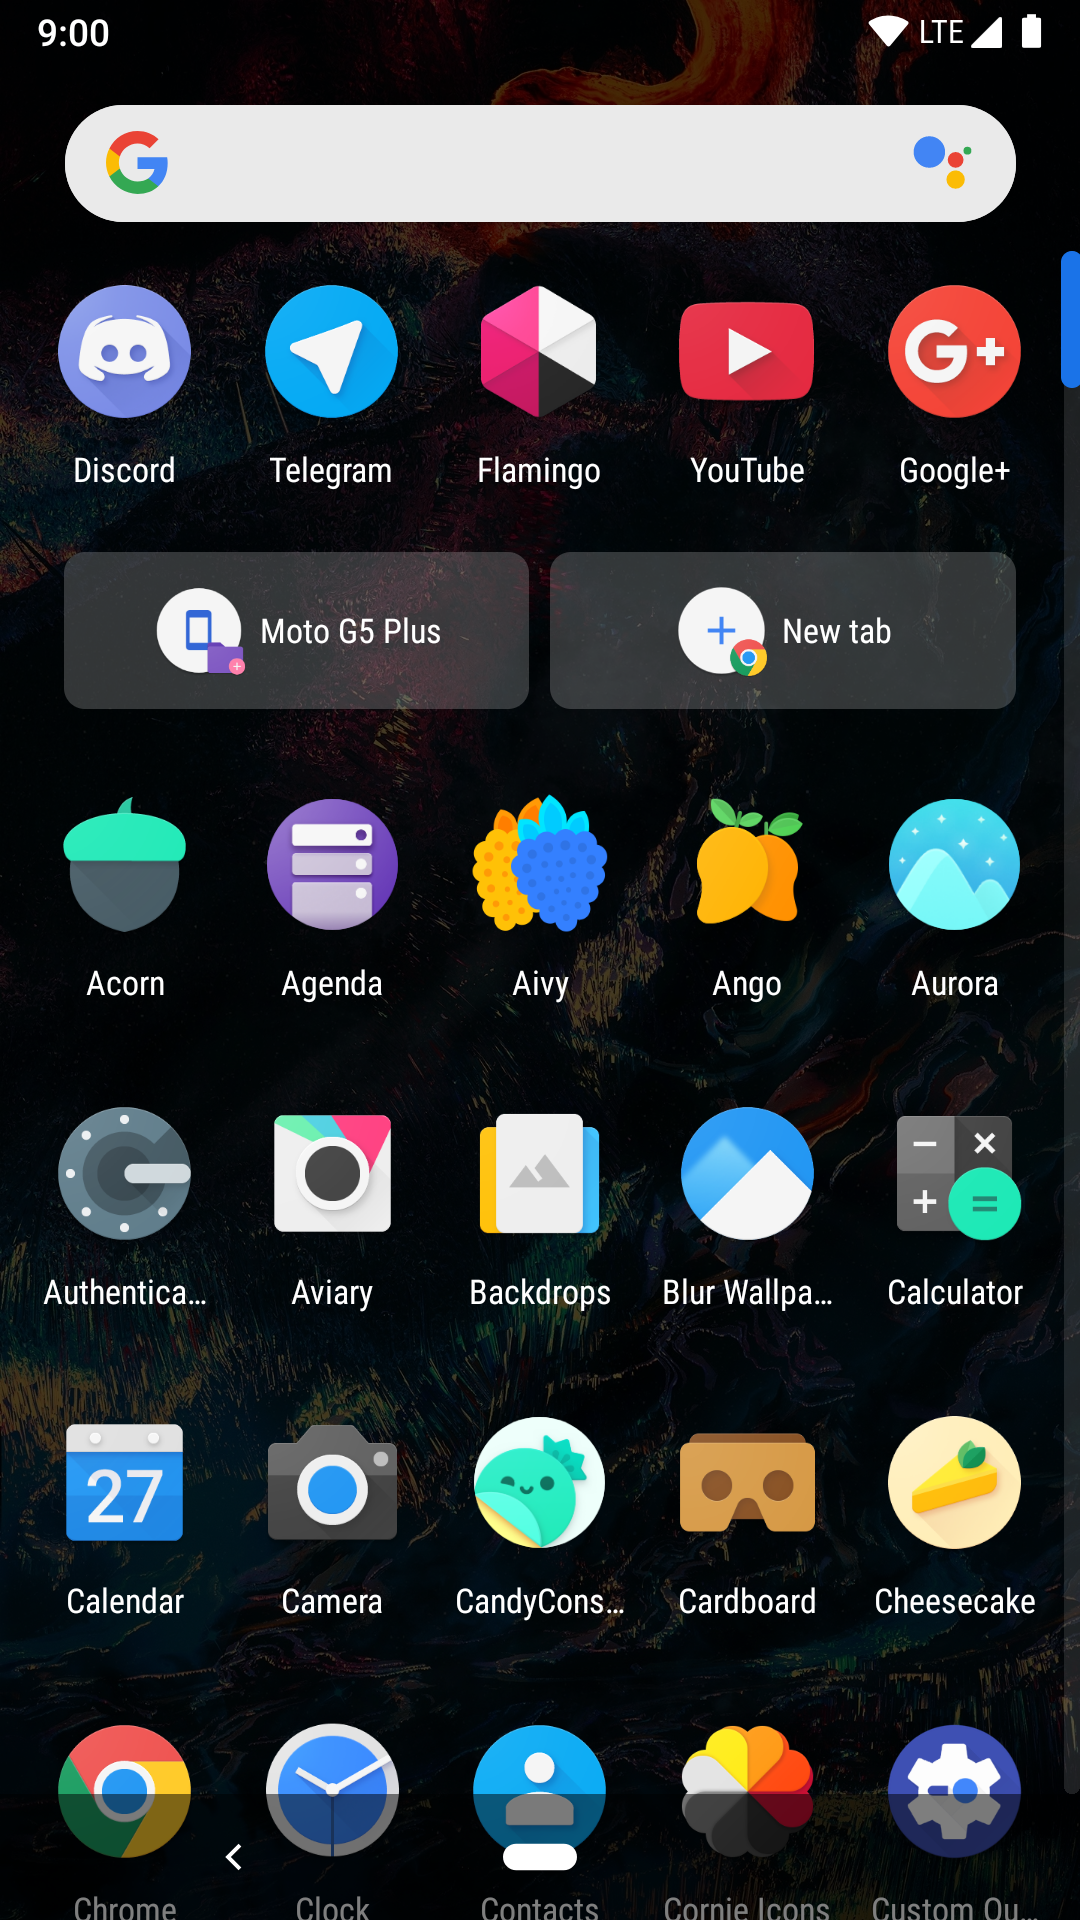 9:00 LTE
Discord Telegram Flamingo YouTube Google+
Moto G5 Plus New tab
Acorn Agenda Aivy Ango Aurora
Authentica... Aviary Backdrops Blur Wallpa... Calculator
27
Calendar Camera CandyCons... Cardboard Cheesecake
Chrome Clock Contacts Cornie Icons Custom Qu...